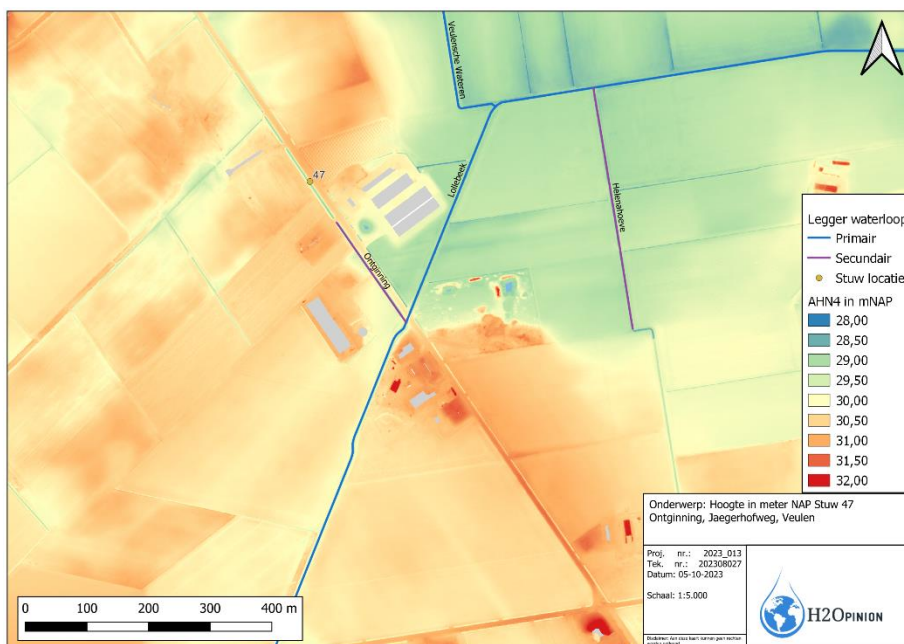 Veulensche Wateren
47
Lollebeek
Helenahoeve
Ontginning
Legger waterloop
Primair
Secundair
Stuw locatie
AHN4 in mNAP
28,00
28,50
29,00
29,50
30,00
30,50
31,00
31,50
32,00
Onderwerp: Hoogte in meter NAP Stuw 47
Ontginning, Jaegerhofweg, Veulen
Proj. nr.: 2023_013
Tek. nr.: 202308027
Datum: 05-10-2023
Schaal: 1:5.000
H2OPINION
0 100 200 300 400 m